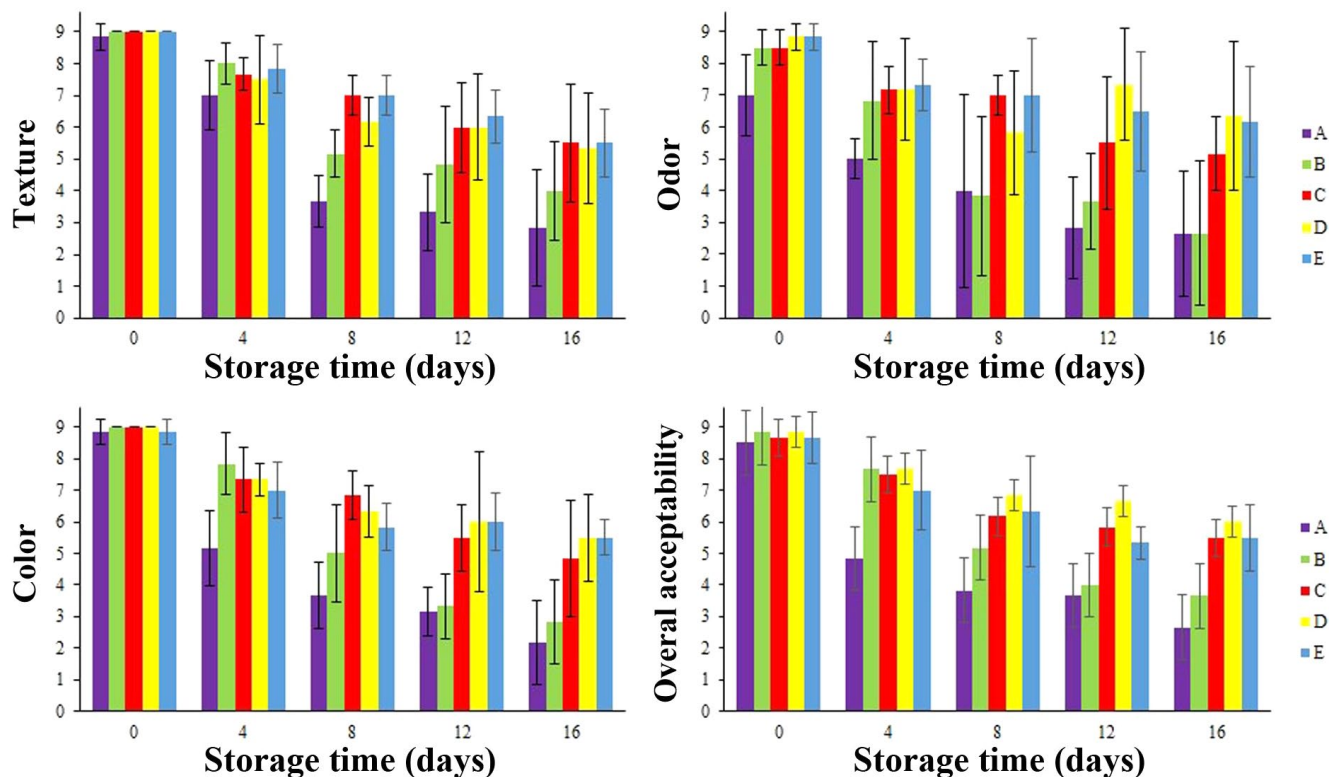 Texture
9
8
7
6
5
4
3
2
1
0
0 4 8 12 16
Storage time (days)
Odor
9
8
7
6
5
4
3
2
1
0
0 4 8 12 16
Storage time (days)
A
B
C
D
E
Color
9
8
7
6
5
4
3
2
1
0
0 4 8 12 16
Storage time (days)
Overal acceptability
9
8
7
6
5
4
3
2
1
0
0 4 8 12 16
Storage time (days)
A
B
C
D
E